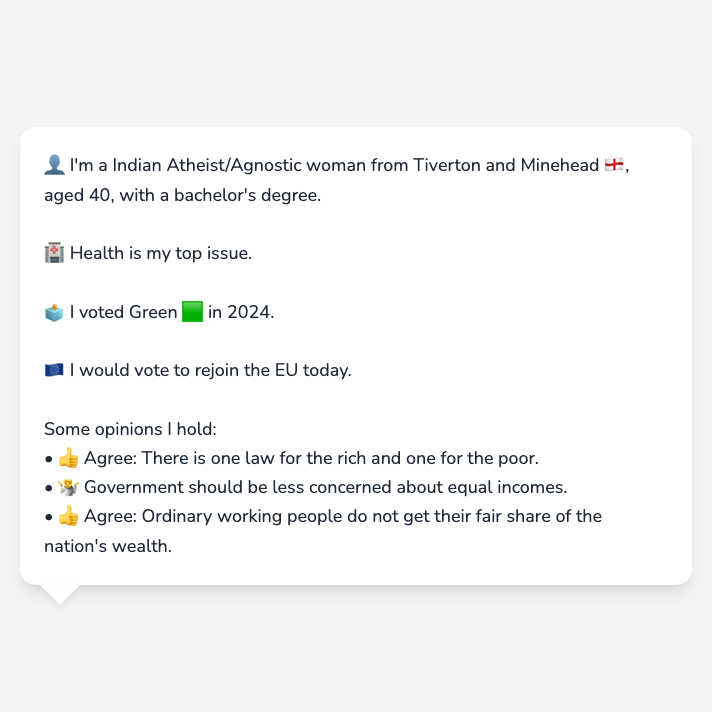 👤 I'm a Indian Atheist/Agnostic woman from Tiverton and Minehead 🏴󠁧󠁢󠁥󠁮󠁧󠁿,
aged 40, with a bachelor's degree.
🏥 Health is my top issue.
🗳️ I voted Green 🟩 in 2024.
🇪🇺 I would vote to rejoin the EU today.
Some opinions I hold:
• 👍 Agree: There is one law for the rich and one for the poor.
• 🤷 Government should be less concerned about equal incomes.
• 👍 Agree: Ordinary working people do not get their fair share of the
nation's wealth.